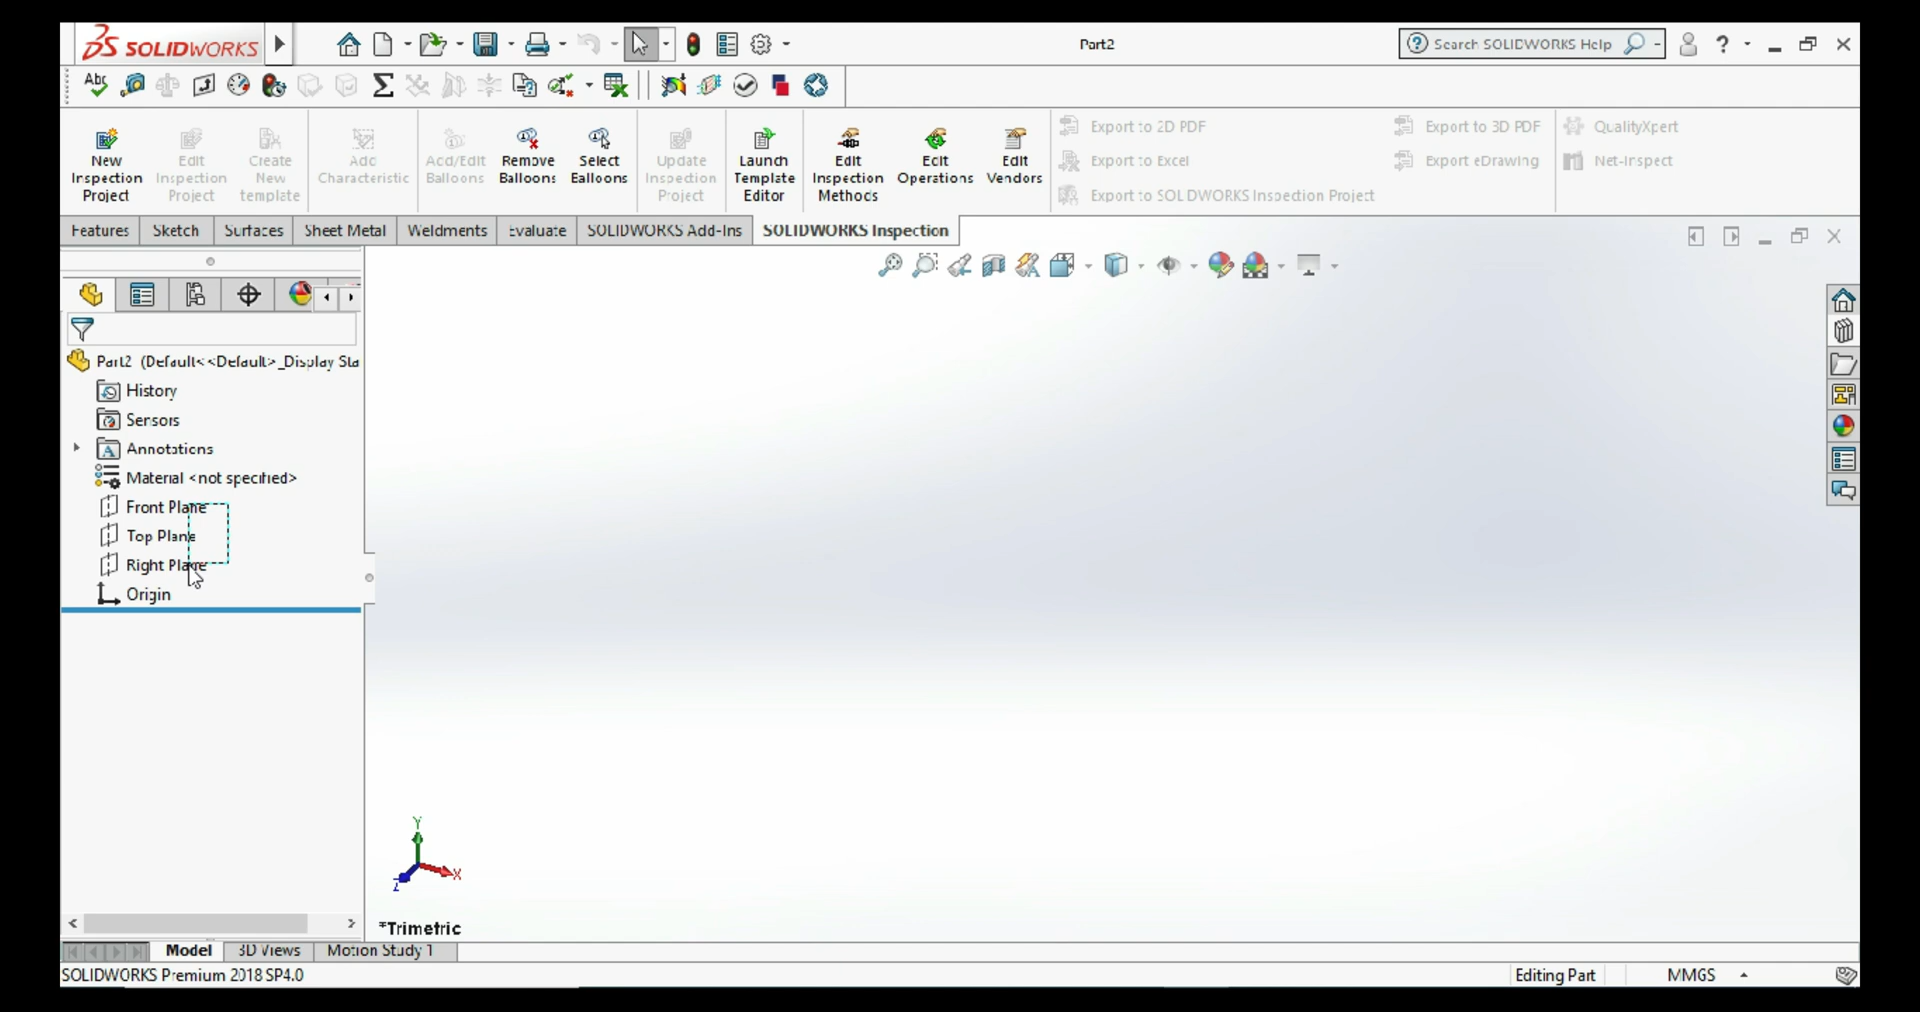 SOLIDWORKS
Part2
Search SOLIDWORKS Help
?
Abc
New Inspection Project
Edit Inspection Project
Create New template
Add Characteristic
Add/Edit Balloons
Remove Balloons
Select Balloons
Update Inspection Project
Launch Template Editor
Edit Inspection Methods
Edit Operations
Edit Vendors
Export to 2D PDF
Export to Excel
Export to SOLIDWORKS Inspection Project
Export to 3D PDF
Export eDrawing
QualityXpert
Net-Inspect
Features
Sketch
Surfaces
Sheet Metal
Weldments
Evaluate
SOLIDWORKS Add-Ins
SOLIDWORKS Inspection
Part2 (Default<<Default>_Display Sta
History
Sensors
Annotations
Material <not specified>
Front Plane
Top Plane
Right Plane
Origin
Y
X
Z
*Trimetric
Model
3D Views
Motion Study 1
SOLIDWORKS Premium 2018 SP4.0
Editing Part
MMGS